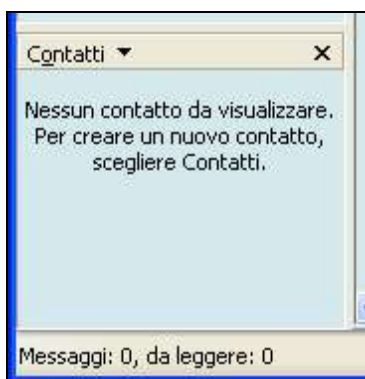 Contatti
Nessun contatto da visualizzare.
Per creare un nuovo contatto,
scegliere Contatti.
Messaggi: 0, da leggere: 0